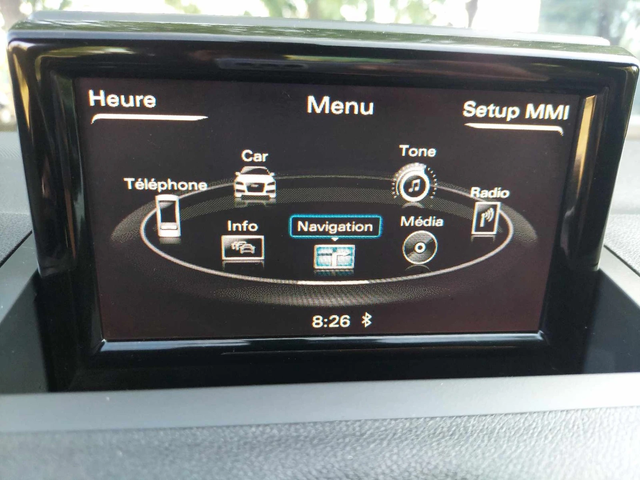 Heure Menu Setup MMI
Car Tone
Téléphone Radio
Info Navigation Média
8:26